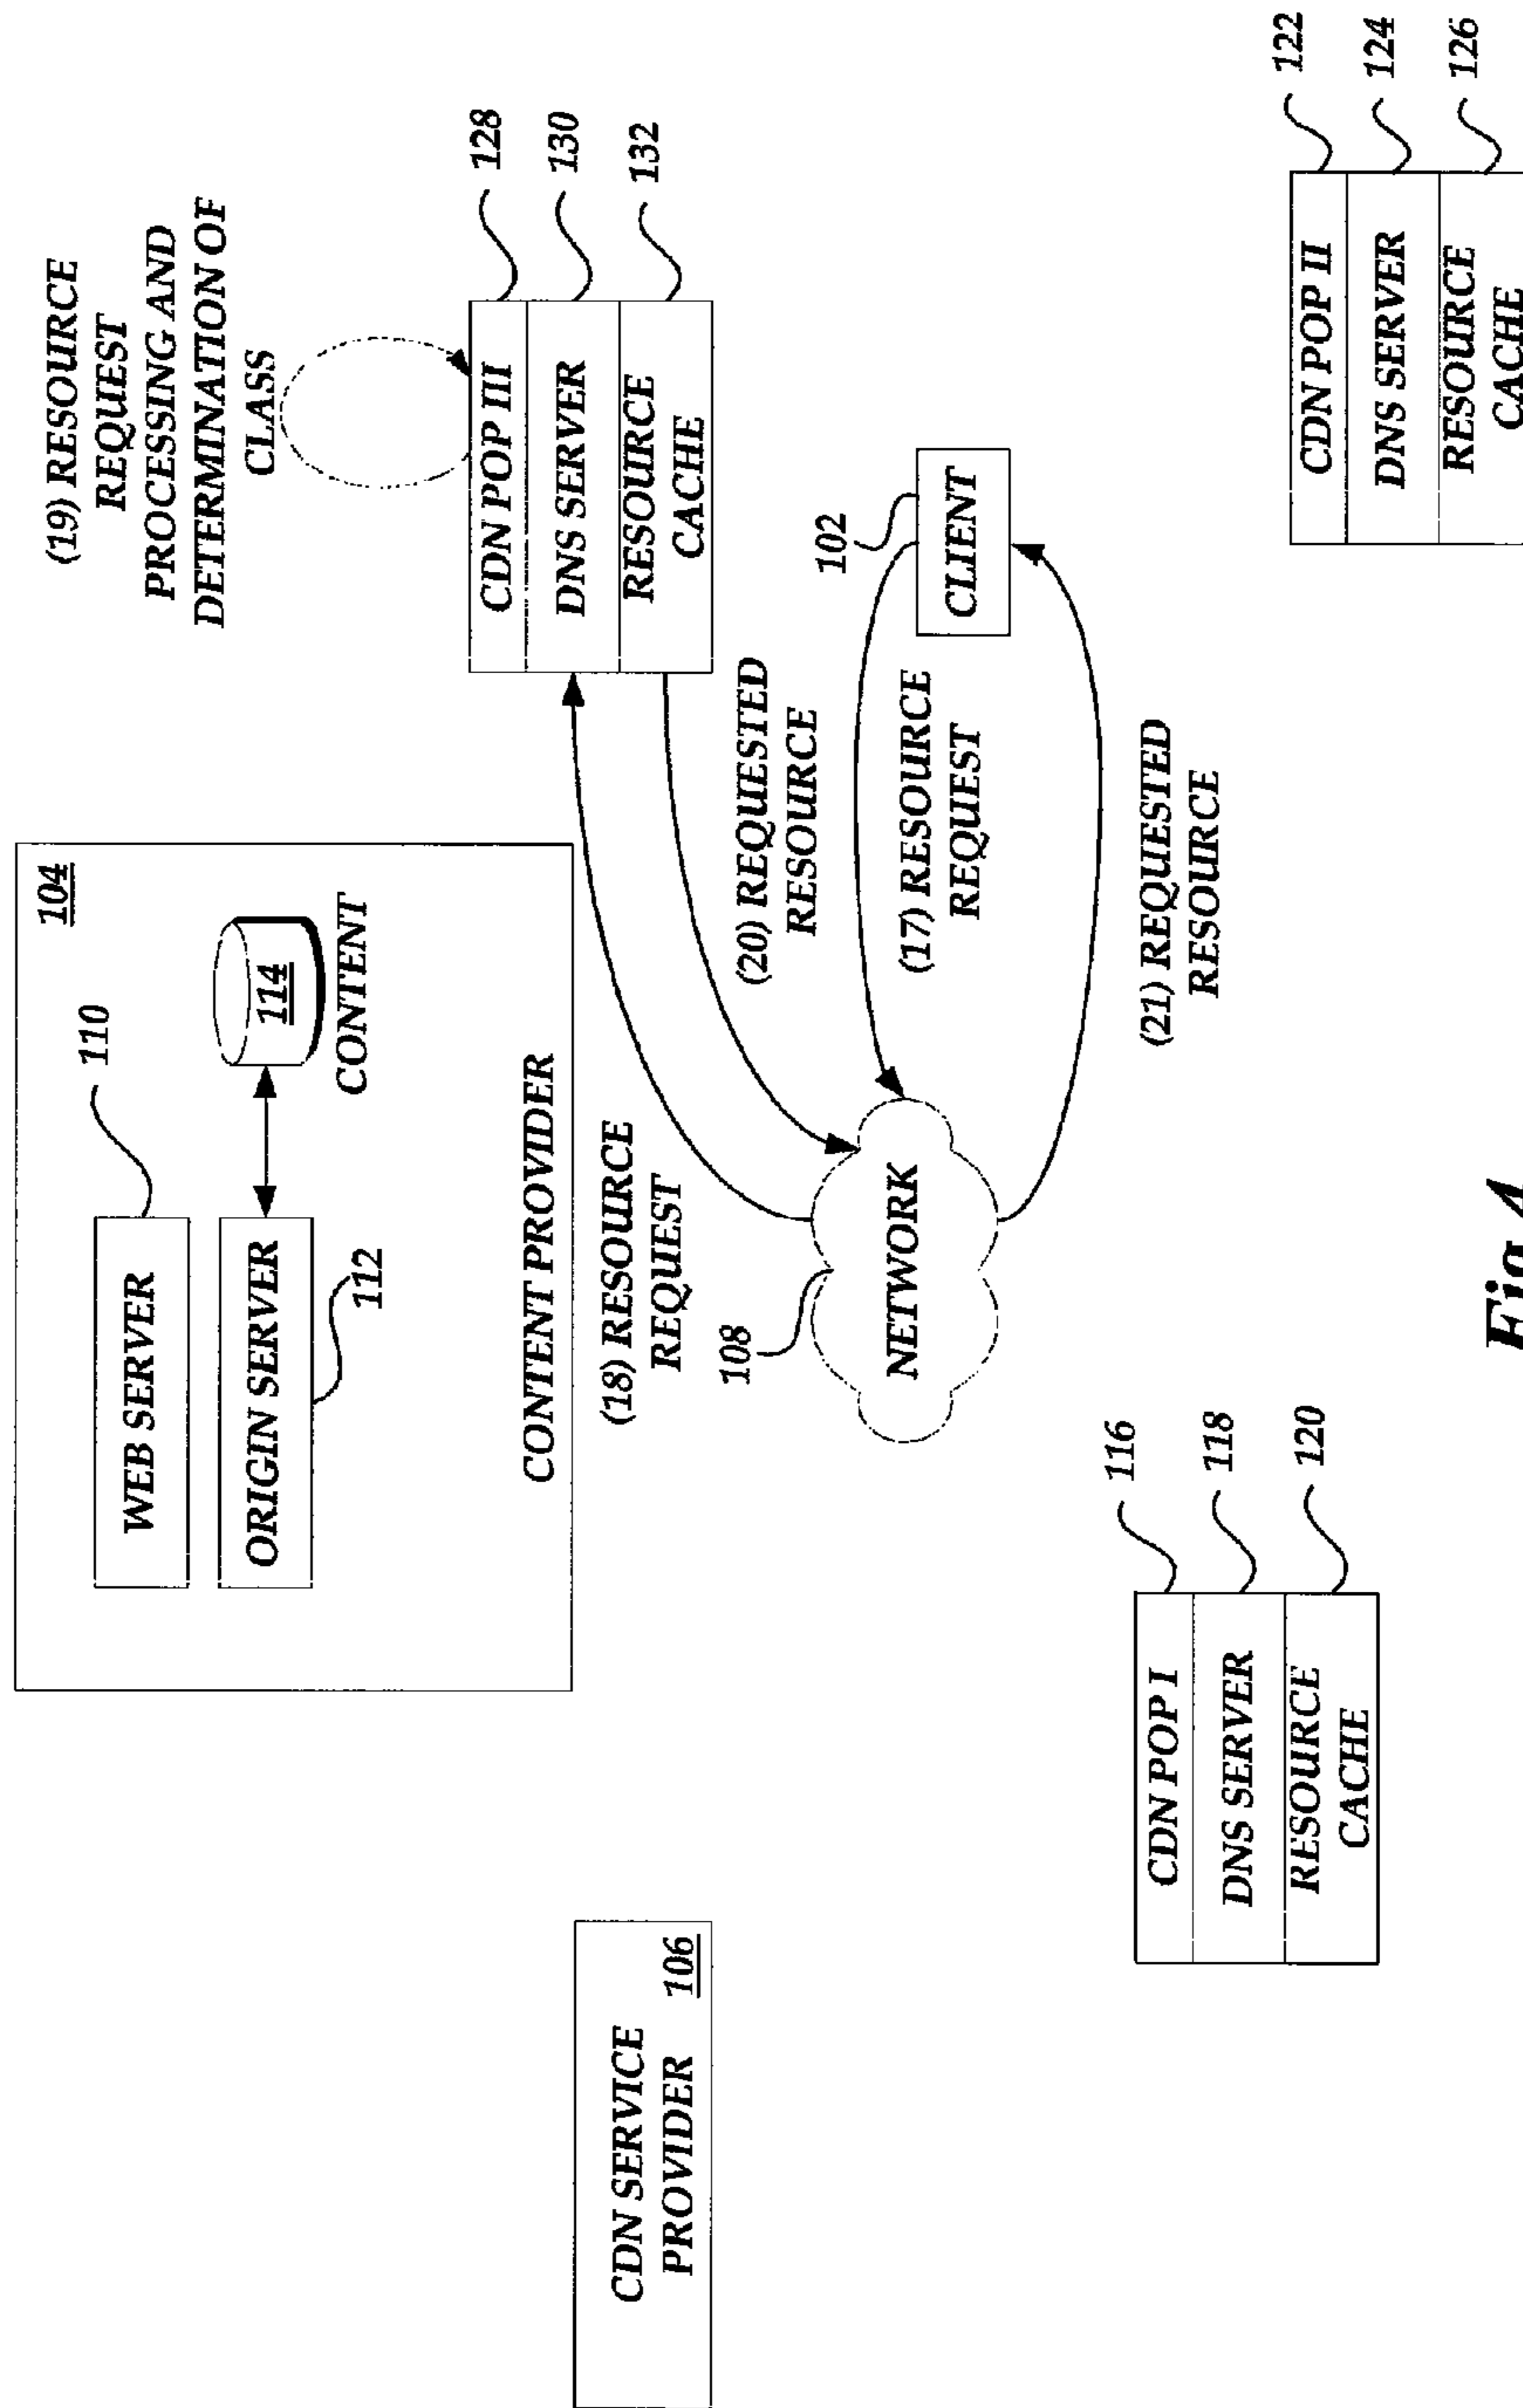 104
WEB SERVER
110
ORIGIN SERVER
112
114
CONTENT
CONTENT PROVIDER
(19) RESOURCE
REQUEST
PROCESSING AND
DETERMINATION OF
CLASS
CDN SERVICE
PROVIDER
106
CDN POP III
128
DNS SERVER
130
RESOURCE
CACHE
132
(18) RESOURCE
REQUEST
(20) REQUESTED
RESOURCE
108
NETWORK
(17) RESOURCE
REQUEST
102
CLIENT
(21) REQUESTED
RESOURCE
CDN POP I
116
DNS SERVER
118
RESOURCE
CACHE
120
CDN POP II
122
DNS SERVER
124
RESOURCE
CACHE
126
Fig.4.